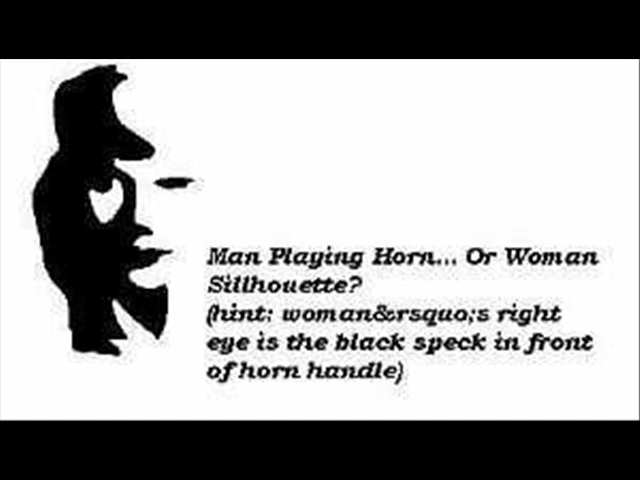 Man Playing Horn... Or Woman
Sillhouette?
(hint: woman&rsquo;s right
eye is the black speck in front
of horn handle)